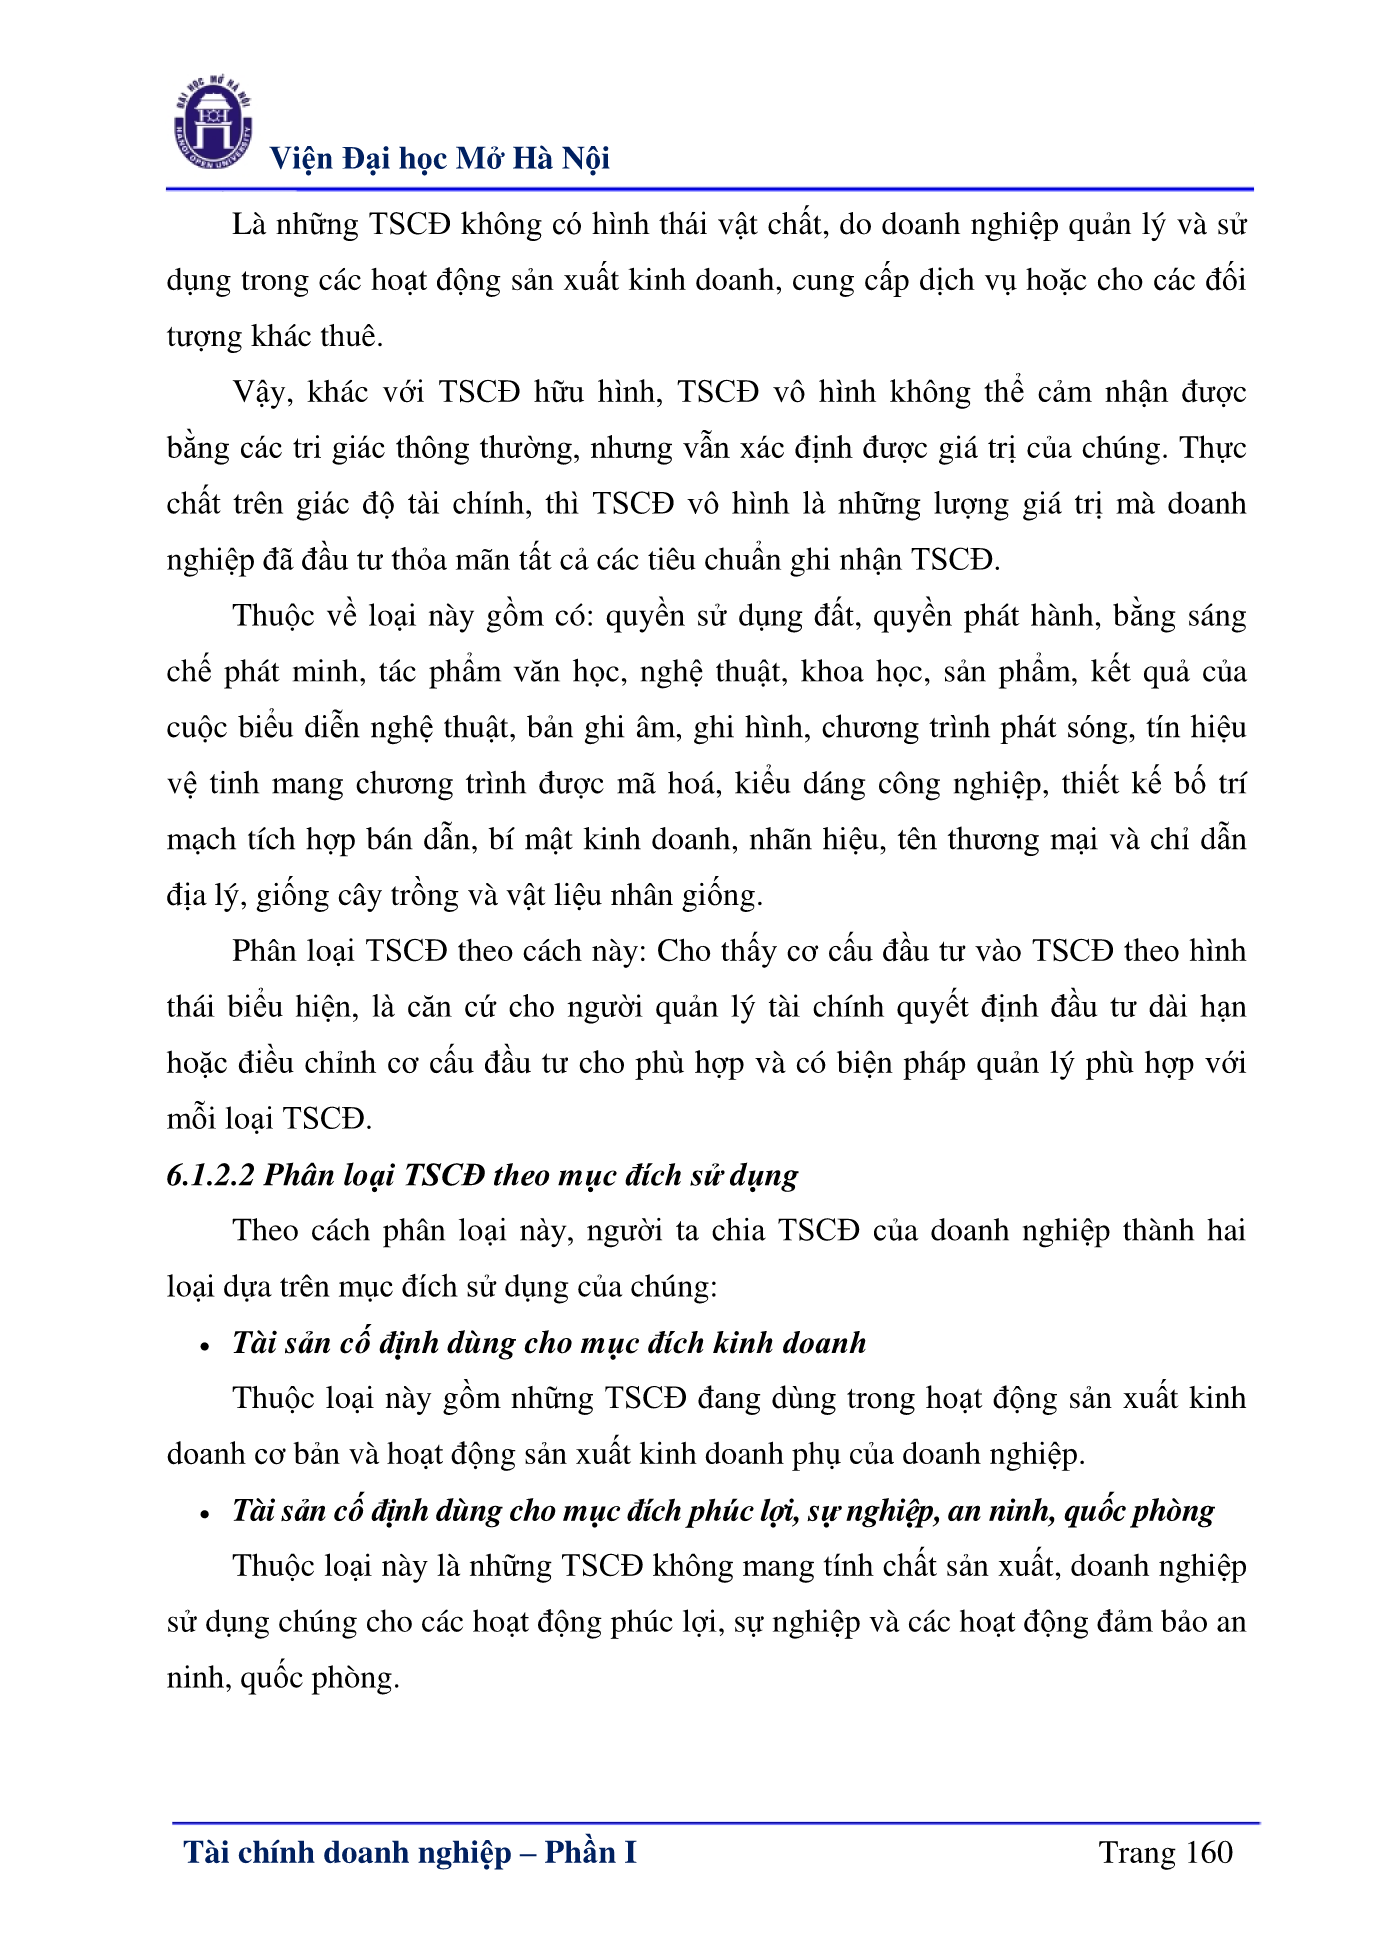 ĐẠI HỌC MỞ HÀ NỘI
HANOI OPEN UNIVERSITY
Viện Đại học Mở Hà Nội
Là những TSCĐ không có hình thái vật chất, do doanh nghiệp quản lý và sử
dụng trong các hoạt động sản xuất kinh doanh, cung cấp dịch vụ hoặc cho các đối
tượng khác thuê.
Vậy, khác với TSCĐ hữu hình, TSCĐ vô hình không thể cảm nhận được
bằng các tri giác thông thường, nhưng vẫn xác định được giá trị của chúng. Thực
chất trên giác độ tài chính, thì TSCĐ vô hình là những lượng giá trị mà doanh
nghiệp đã đầu tư thỏa mãn tất cả các tiêu chuẩn ghi nhận TSCĐ.
Thuộc về loại này gồm có: quyền sử dụng đất, quyền phát hành, bằng sáng
chế phát minh, tác phẩm văn học, nghệ thuật, khoa học, sản phẩm, kết quả của
cuộc biểu diễn nghệ thuật, bản ghi âm, ghi hình, chương trình phát sóng, tín hiệu
vệ tinh mang chương trình được mã hoá, kiểu dáng công nghiệp, thiết kế bố trí
mạch tích hợp bán dẫn, bí mật kinh doanh, nhãn hiệu, tên thương mại và chỉ dẫn
địa lý, giống cây trồng và vật liệu nhân giống.
Phân loại TSCĐ theo cách này: Cho thấy cơ cấu đầu tư vào TSCĐ theo hình
thái biểu hiện, là căn cứ cho người quản lý tài chính quyết định đầu tư dài hạn
hoặc điều chỉnh cơ cấu đầu tư cho phù hợp và có biện pháp quản lý phù hợp với
mỗi loại TSCĐ.
6.1.2.2 Phân loại TSCĐ theo mục đích sử dụng
Theo cách phân loại này, người ta chia TSCĐ của doanh nghiệp thành hai
loại dựa trên mục đích sử dụng của chúng:
• Tài sản cố định dùng cho mục đích kinh doanh
Thuộc loại này gồm những TSCĐ đang dùng trong hoạt động sản xuất kinh
doanh cơ bản và hoạt động sản xuất kinh doanh phụ của doanh nghiệp.
• Tài sản cố định dùng cho mục đích phúc lợi, sự nghiệp, an ninh, quốc phòng
Thuộc loại này là những TSCĐ không mang tính chất sản xuất, doanh nghiệp
sử dụng chúng cho các hoạt động phúc lợi, sự nghiệp và các hoạt động đảm bảo an
ninh, quốc phòng.
Tài chính doanh nghiệp – Phần I
Trang 160